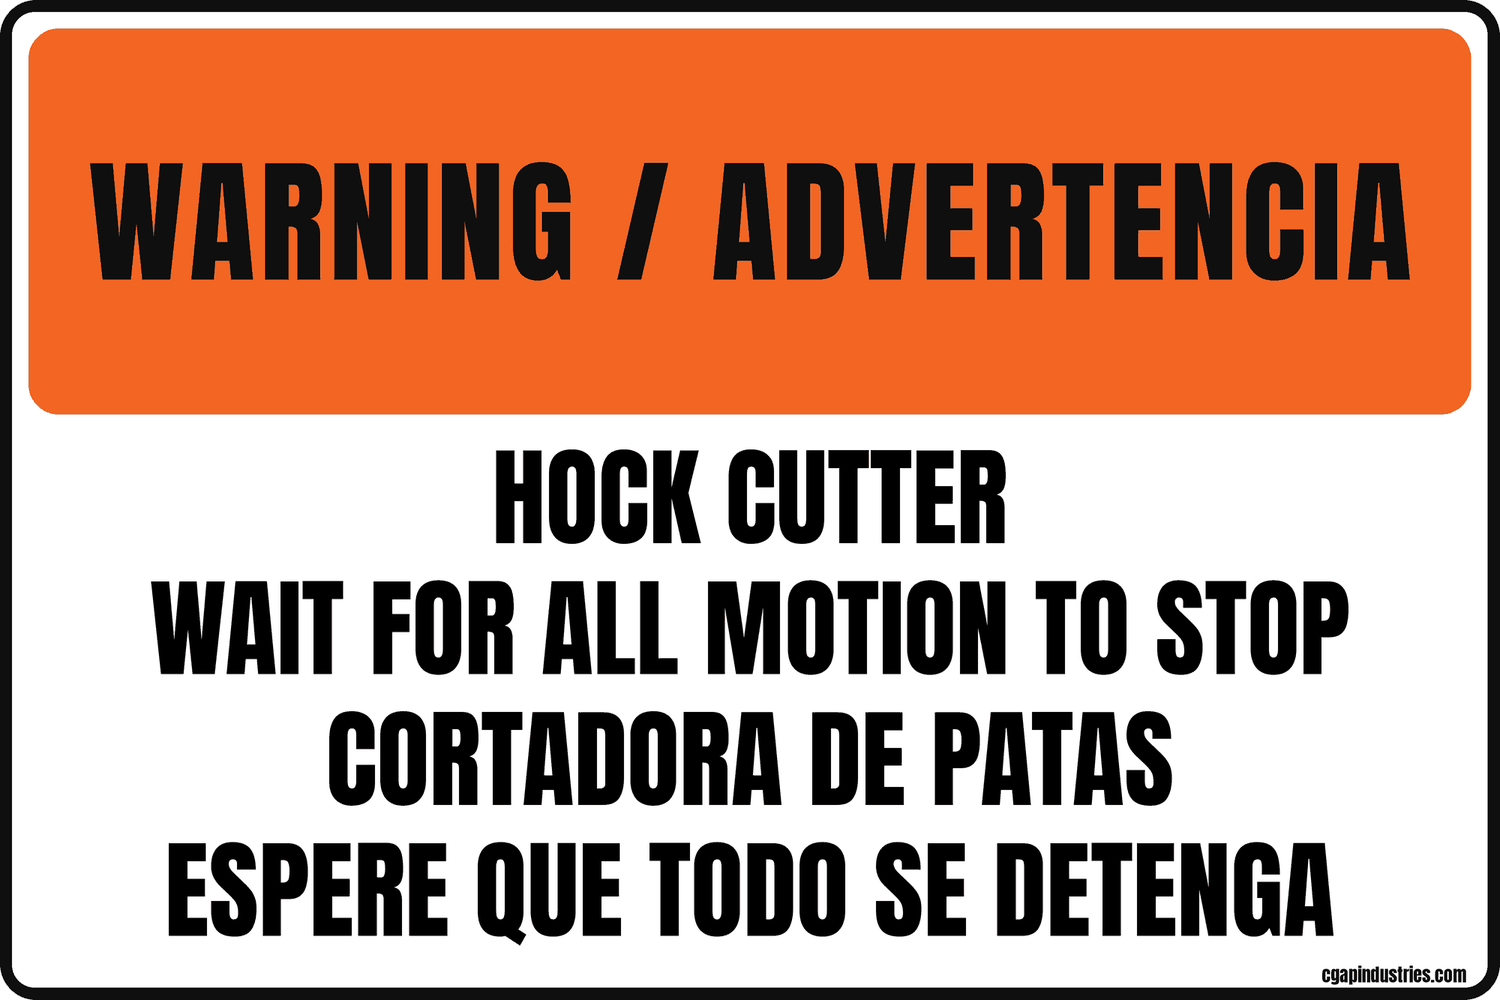 WARNING / ADVERTENCIA
HOCK CUTTER
WAIT FOR ALL MOTION TO STOP
CORTADORA DE PATAS
ESPERE QUE TODO SE DETENGA
cgapindustries.com